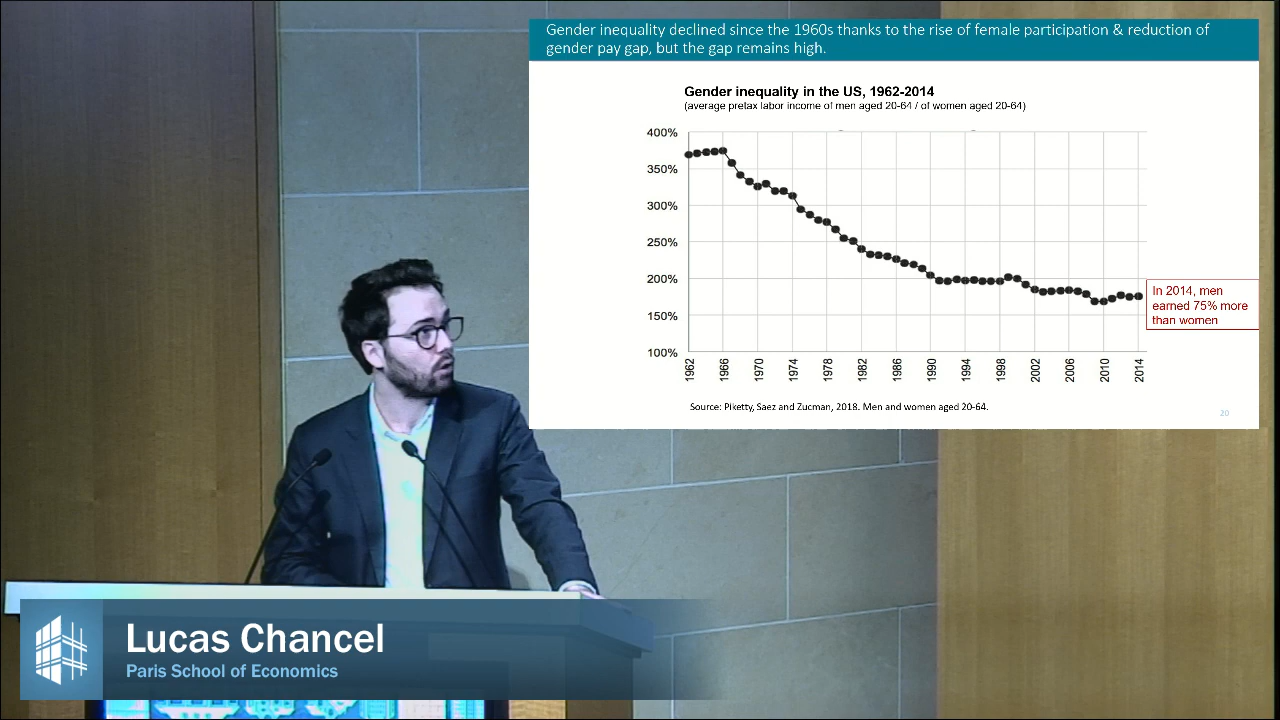 Gender inequality declined since the 1960s thanks to the rise of female participation & reduction of
gender pay gap, but the gap remains high.
Gender inequality in the US, 1962-2014
(average pretax labor income of men aged 20-64 / of women aged 20-64)
400%
350%
300%
250%
200%
150%
100%
1962
1966
1970
1974
1978
1982
1986
1990
1994
1998
2002
2006
2010
2014
In 2014, men
earned 75% more
than women
Source: Piketty, Saez and Zucman, 2018. Men and women aged 20-64.
20
Lucas Chancel
Paris School of Economics